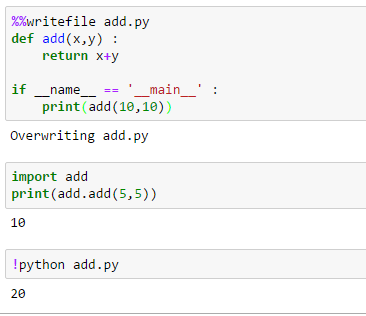 %%writefile add.py
def add(x,y) :
    return x+y
if __name__ == '__main__' :
    print(add(10,10))
Overwriting add.py
import add
print(add.add(5,5))
10
!python add.py
20